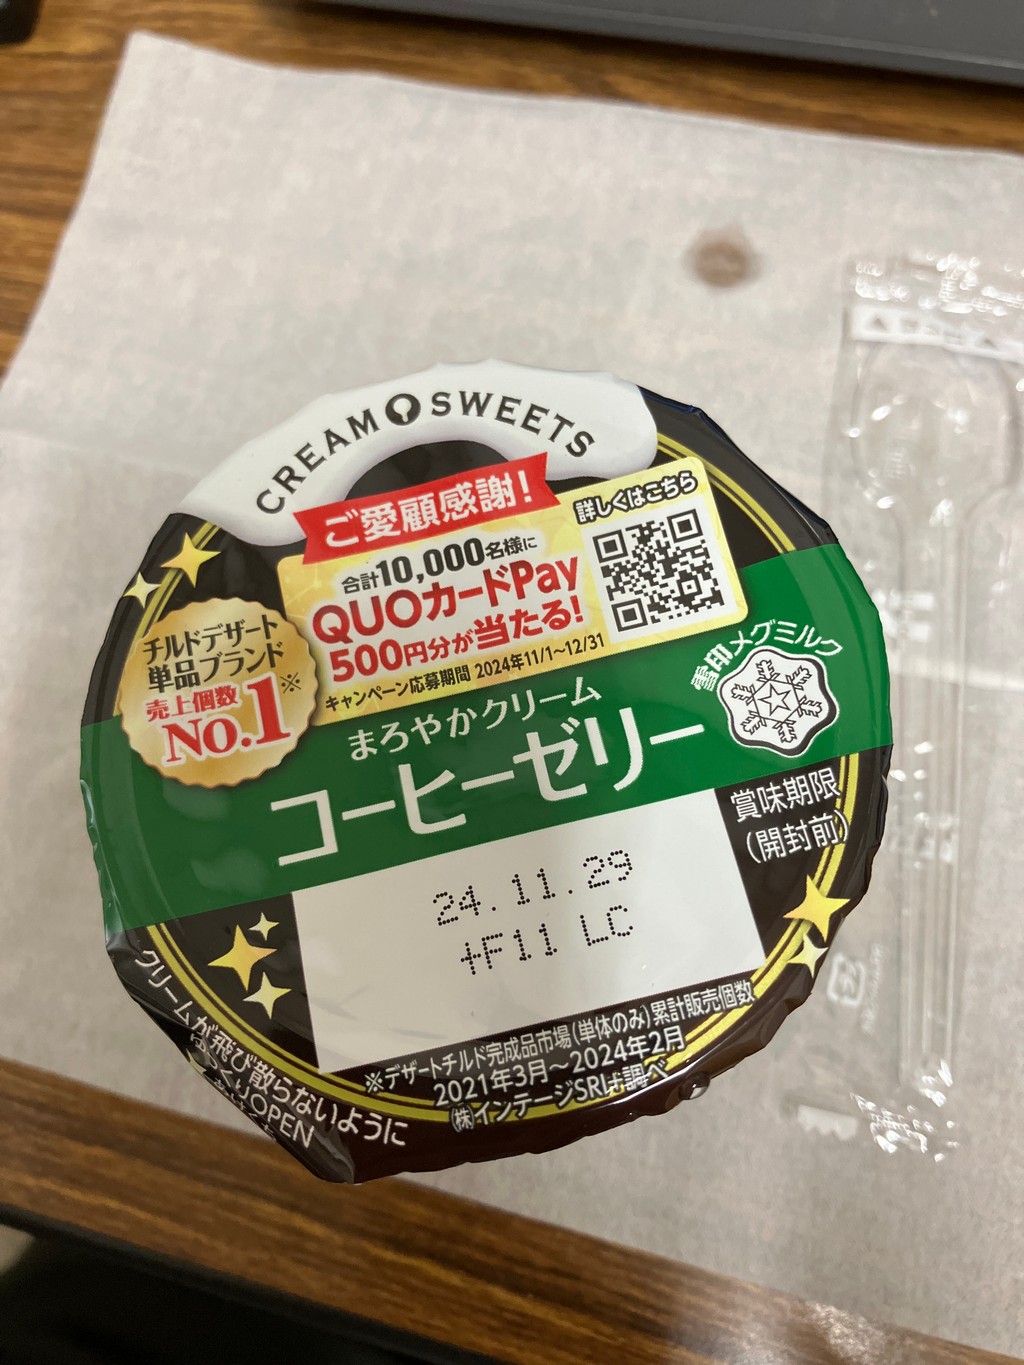 CREAM SWEETS
ご愛顧感謝!
合計10,000名様に
QUOカードPay
500円分が当たる!
キャンペーン応募期間 2024年11/1~12/31
詳しくはこちら
チルドデザート
単品ブランド※
売上個数
No.1
雪印メグミルク
まろやかクリーム
コーヒーゼリー
賞味期限
(開封前)
24.11.29
+F11 LC
※デザートチルド完成品市場(単体のみ)累計販売個数
2021年3月~2024年2月
(株)インテージSRI+調べ
クリームが飛び散らないように
ゆっくりOPEN